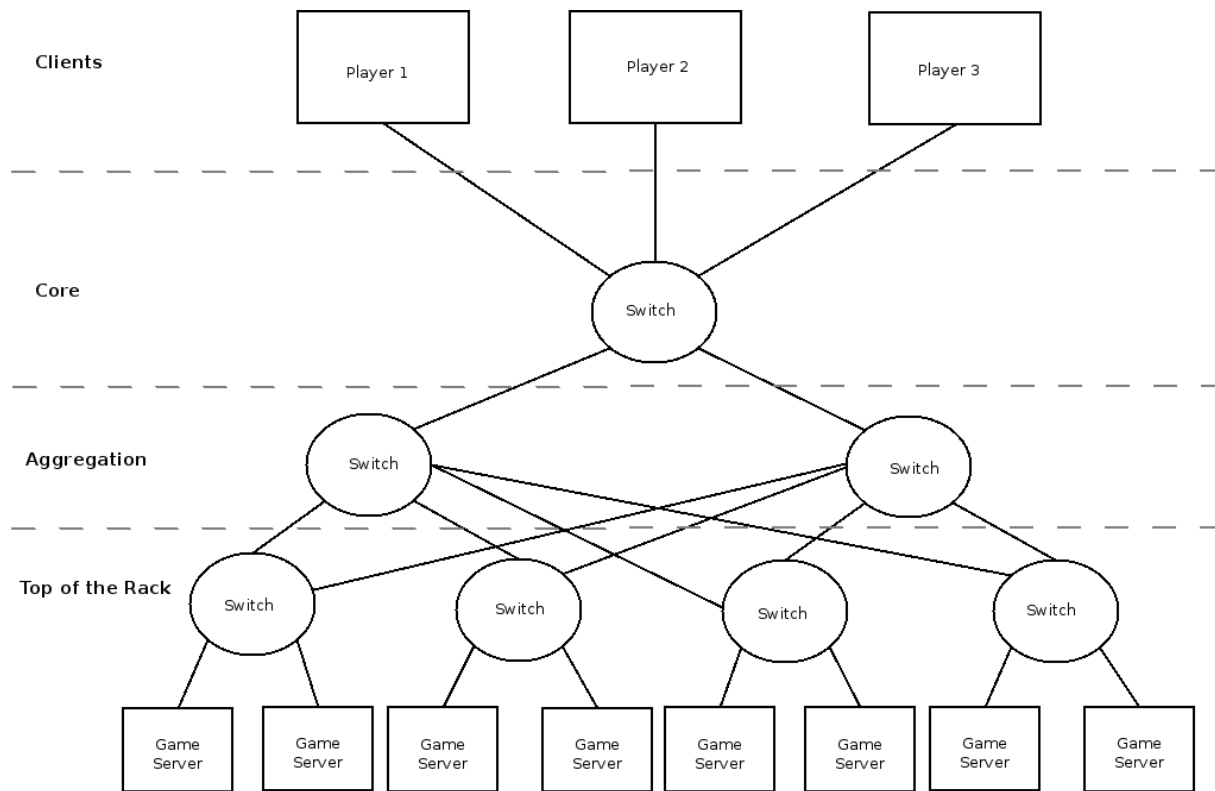 Clients
Player 1
Player 2
Player 3
Core
Switch
Aggregation
Switch
Switch
Top of the Rack
Switch
Switch
Switch
Switch
Game
Server
Game
Server
Game
Server
Game
Server
Game
Server
Game
Server
Game
Server
Game
Server